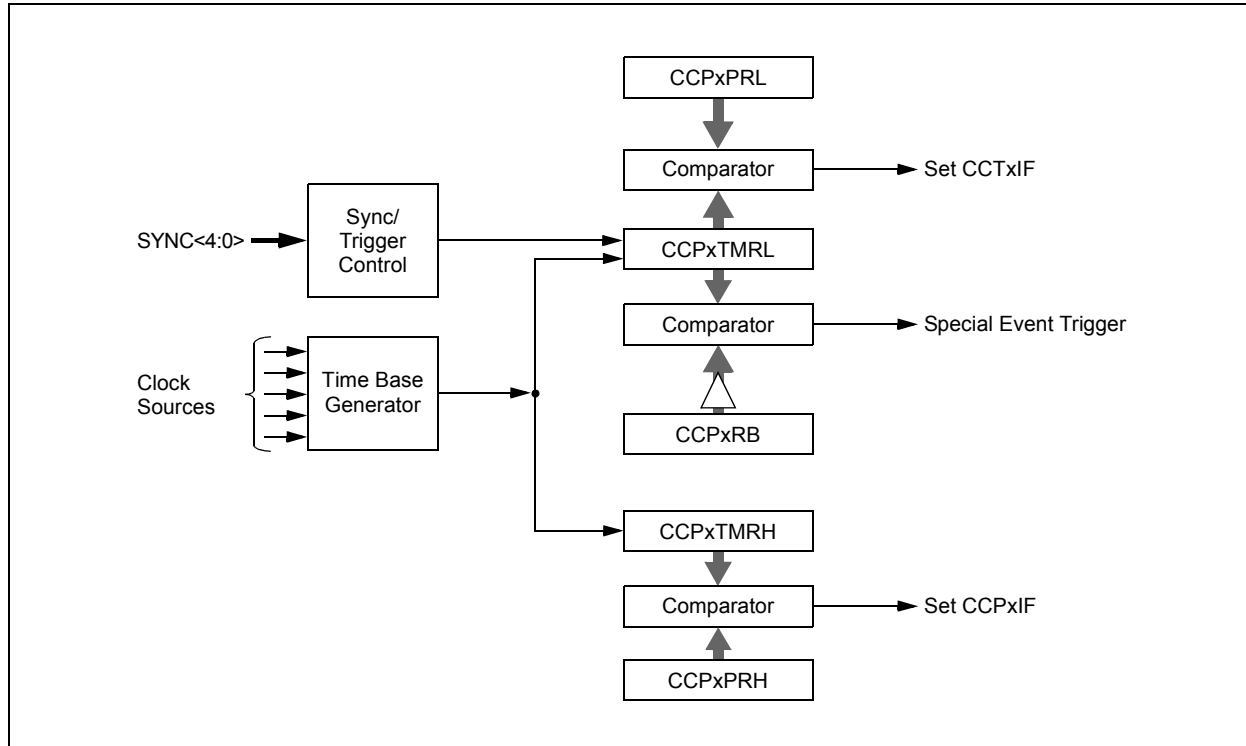 CCPxPRL
Comparator
Set CCTxIF
Sync/
Trigger
Control
SYNC<4:0>
CCPxTMRL
Comparator
Special Event Trigger
Clock
Sources
Time Base
Generator
CCPxRB
CCPxTMRH
Comparator
Set CCPxIF
CCPxPRH